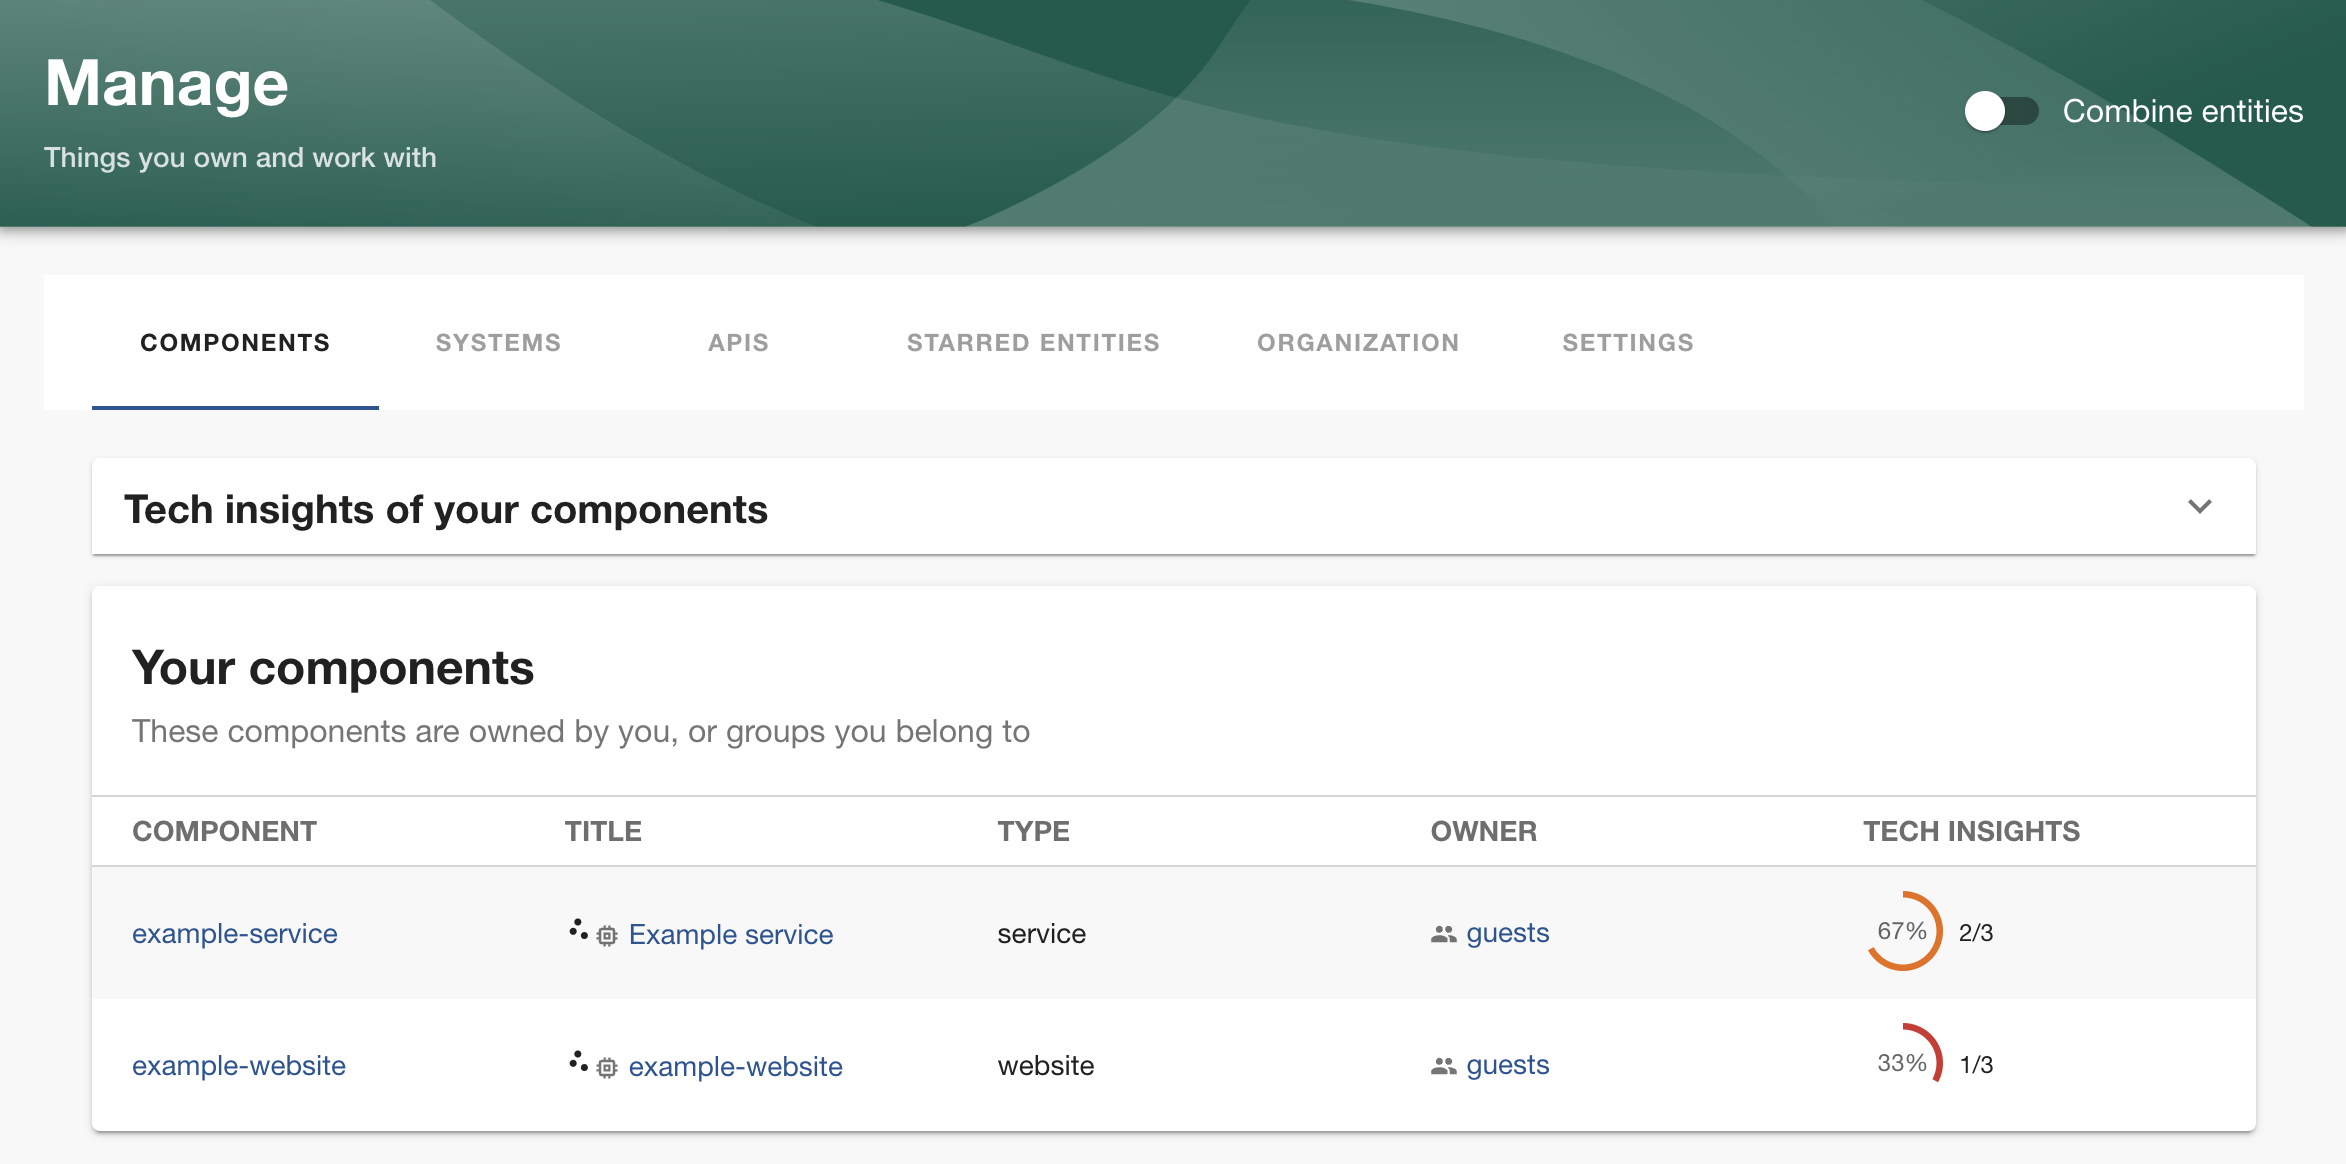 Manage
Things you own and work with
Combine entities
COMPONENTS SYSTEMS APIS STARRED ENTITIES ORGANIZATION SETTINGS
Tech insights of your components
Your components
These components are owned by you, or groups you belong to
COMPONENT TITLE TYPE OWNER TECH INSIGHTS
example-service Example service service guests 67% 2/3
example-website example-website website guests 33% 1/3